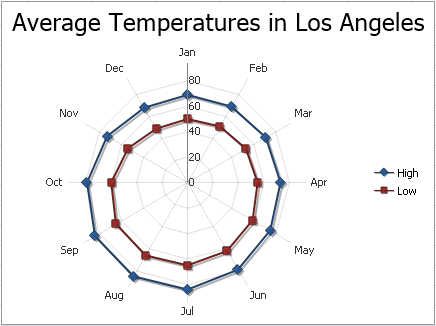 Average Temperatures in Los Angeles
Jan
Dec
Feb
80
Nov
60
Mar
40
20
Oct
0
Apr
High
Low
Sep
May
Aug
Jun
Jul